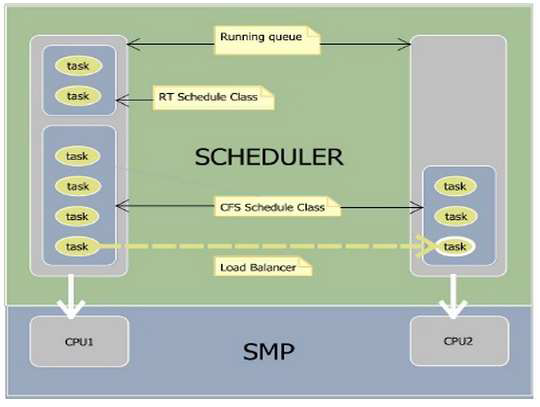 Running queue
task
task
RT Schedule Class
task
SCHEDULER
task
task
task
CFS Schedule Class
task
task
task
task
Load Balancer
CPU1
SMP
CPU2